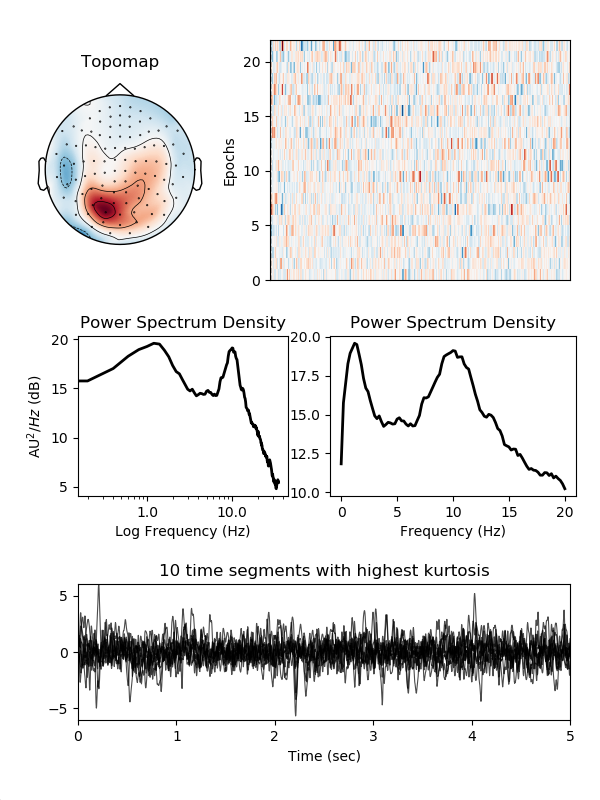 Topomap
Epochs
20
15
10
5
0
Power Spectrum Density
AU²/Hz (dB)
20
15
10
5
1.0 10.0
Log Frequency (Hz)
Power Spectrum Density
20.0
17.5
15.0
12.5
10.0
0 5 10 15 20
Frequency (Hz)
10 time segments with highest kurtosis
5
0
−5
0 1 2 3 4 5
Time (sec)